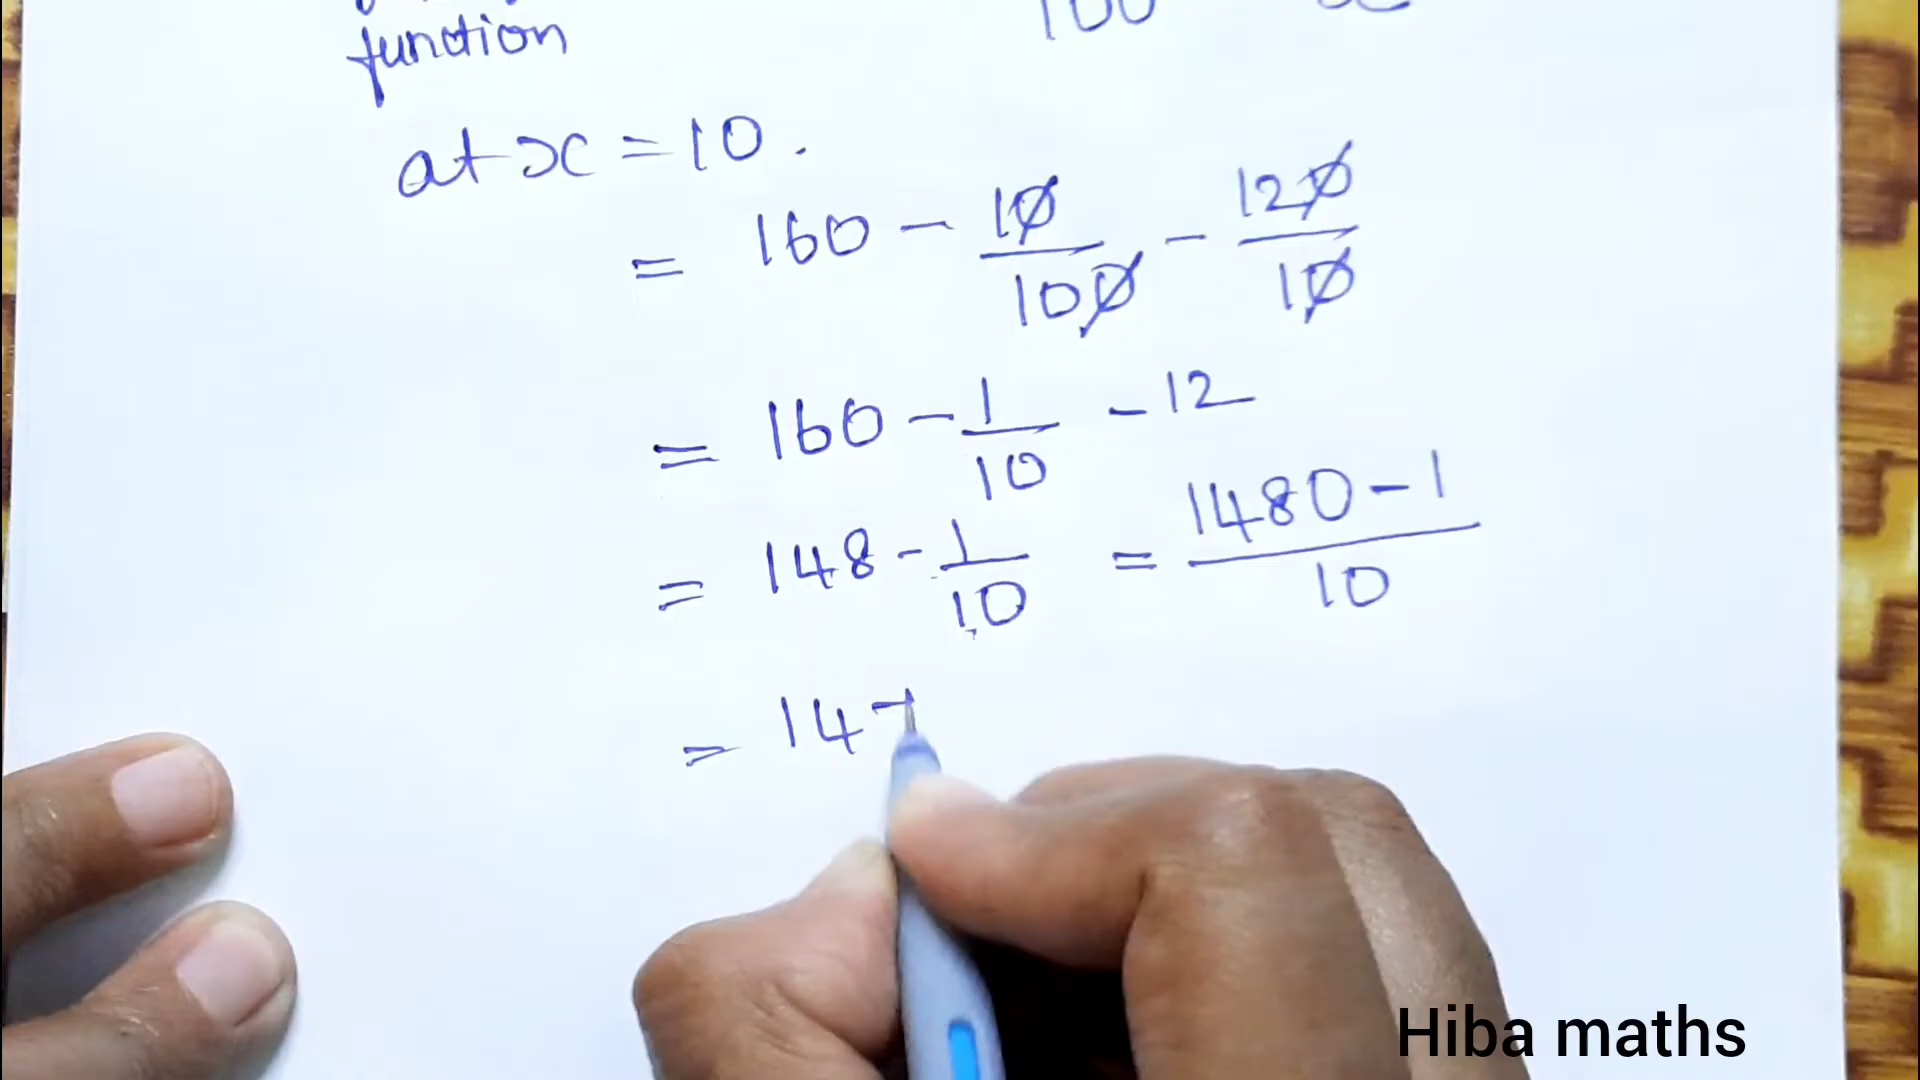 function
100
at x = 10.
= 160 - 10/100 - 120/10
= 160 - 1/10 - 12
= 148 - 1/10 = 1480 - 1/10
= 147
Hiba maths